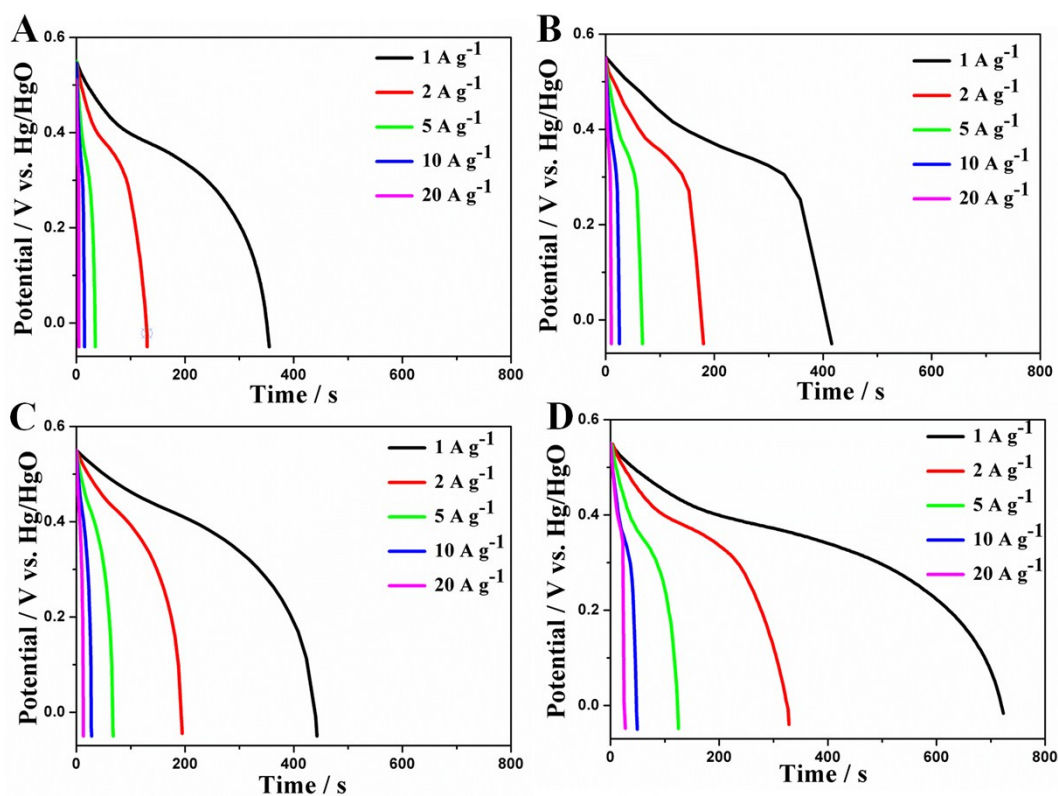 A
Potential / V vs. Hg/HgO
0.6
0.4
0.2
0.0
0 200 400 600 800
Time / s
1 A g⁻¹
2 A g⁻¹
5 A g⁻¹
10 A g⁻¹
20 A g⁻¹
B
Potential / V vs. Hg/HgO
0.6
0.4
0.2
0.0
0 200 400 600 800
Time / s
1 A g⁻¹
2 A g⁻¹
5 A g⁻¹
10 A g⁻¹
20 A g⁻¹
C
Potential / V vs. Hg/HgO
0.6
0.4
0.2
0.0
0 200 400 600 800
Time / s
1 A g⁻¹
2 A g⁻¹
5 A g⁻¹
10 A g⁻¹
20 A g⁻¹
D
Potential / V vs. Hg/HgO
0.6
0.4
0.2
0.0
0 200 400 600 800
Time / s
1 A g⁻¹
2 A g⁻¹
5 A g⁻¹
10 A g⁻¹
20 A g⁻¹